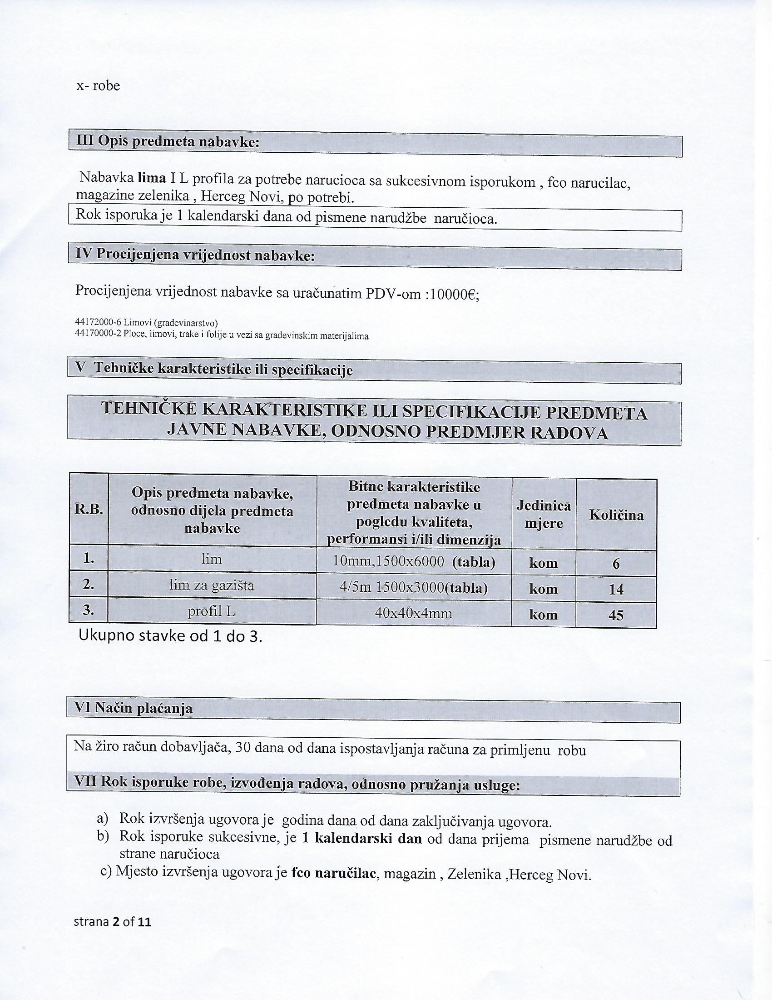 x- robe
III Opis predmeta nabavke:
Nabavka lima I L profila za potrebe narucioca sa sukcesivnom isporukom , fco narucilac,
magazine zelenika , Herceg Novi, po potrebi.
Rok isporuka je 1 kalendarski dana od pismene narudžbe naručioca.
IV Procijenjena vrijednost nabavke:
Procijenjena vrijednost nabavke sa uračunatim PDV-om :10000€;
44172000-6 Limovi (gradevinarstvo)
44170000-2 Ploce, limovi, trake i folije u vezi sa gradevinskim materijalima
V Tehničke karakteristike ili specifikacije
TEHNIČKE KARAKTERISTIKE ILI SPECIFIKACIJE PREDMETA
JAVNE NABAVKE, ODNOSNO PREDMJER RADOVA
R.B. Opis predmeta nabavke, odnosno dijela predmeta nabavke Bitne karakteristike predmeta nabavke u pogledu kvaliteta, performansi i/ili dimenzija Jedinica mjere Količina
1. lim 10mm,1500x6000 (tabla) kom 6
2. lim za gazišta 4/5m 1500x3000(tabla) kom 14
3. profil L 40x40x4mm kom 45
Ukupno stavke od 1 do 3.
VI Način plaćanja
Na žiro račun dobavljača, 30 dana od dana ispostavljanja računa za primljenu robu
VII Rok isporuke robe, izvođenja radova, odnosno pružanja usluge:
a) Rok izvršenja ugovora je godina dana od dana zaključivanja ugovora.
b) Rok isporuke sukcesivne, je 1 kalendarski dan od dana prijema pismene narudžbe od
strane naručioca
c) Mjesto izvršenja ugovora je fco naručilac, magazin , Zelenika ,Herceg Novi.
strana 2 of 11